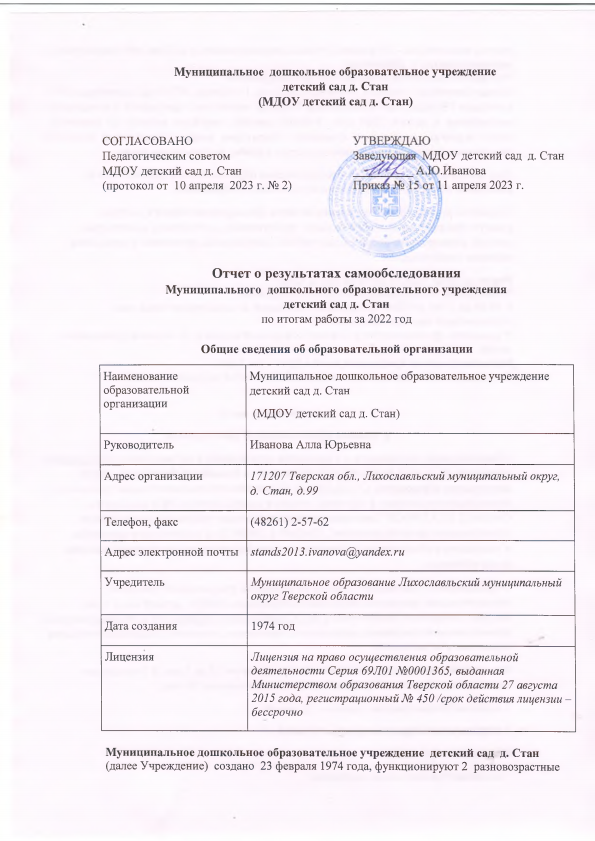 Муниципальное дошкольное образовательное учреждение
детский сад д. Стан
(МДОУ детский сад д. Стан)
СОГЛАСОВАНО
Педагогическим советом
МДОУ детский сад д. Стан
(протокол от 10 апреля 2023 г. № 2)
УТВЕРЖДАЮ
Заведующая МДОУ детский сад д. Стан
__________ А.Ю.Иванова
Приказ № 15 от 11 апреля 2023 г.
Отчет о результатах самообследования
Муниципального дошкольного образовательного учреждения
детский сад д. Стан
по итогам работы за 2022 год
Общие сведения об образовательной организации
Наименование
образовательной
организации
Муниципальное дошкольное образовательное учреждение
детский сад д. Стан
(МДОУ детский сад д. Стан)
Руководитель
Иванова Алла Юрьевна
Адрес организации
171207 Тверская обл., Лихославльский муниципальный округ,
д. Стан, д.99
Телефон, факс
(48261) 2-57-62
Адрес электронной почты
stands2013.ivanova@yandex.ru
Учредитель
Муниципальное образование Лихославльский муниципальный
округ Тверской области
Дата создания
1974 год
Лицензия
Лицензия на право осуществления образовательной
деятельности Серия 69Л01 №0001365, выданная
Министерством образования Тверской области 27 августа
2015 года, регистрационный № 450 /срок действия лицензии –
бессрочно
Муниципальное дошкольное образовательное учреждение детский сад д. Стан
(далее Учреждение) создано 23 февраля 1974 года, функционируют 2 разновозрастные